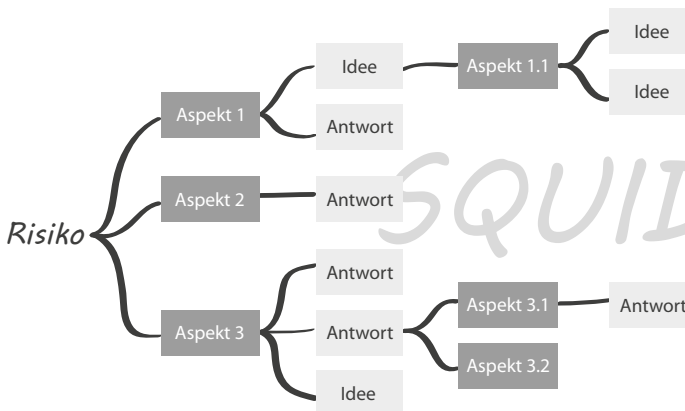 Risiko
Aspekt 1
Idee
Aspekt 1.1
Idee
Idee
Antwort
Aspekt 2
Antwort
Aspekt 3
Antwort
Antwort
Aspekt 3.1
Antwort
Aspekt 3.2
Idee
SQUID